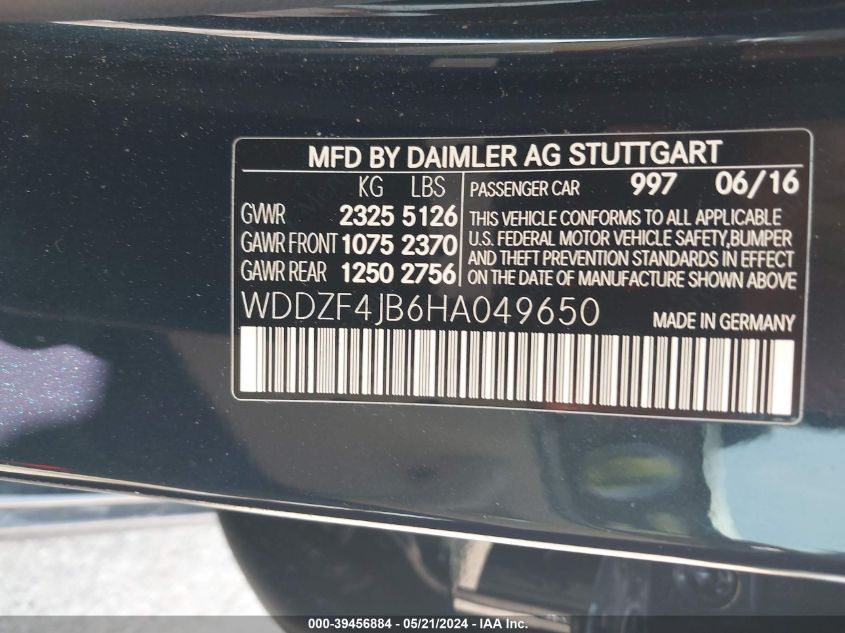 MFD BY DAIMLER AG STUTTGART
KG LBS
GVWR 2325 5126
GAWR FRONT 1075 2370
GAWR REAR 1250 2756
PASSENGER CAR 997 06/16
THIS VEHICLE CONFORMS TO ALL APPLICABLE
U.S. FEDERAL MOTOR VEHICLE SAFETY,BUMPER
AND THEFT PREVENTION STANDARDS IN EFFECT
ON THE DATE OF MANUFACTURE SHOWN ABOVE
WDDZF4JB6HA049650
MADE IN GERMANY
000-39456884 - 05/21/2024 - IAA Inc.